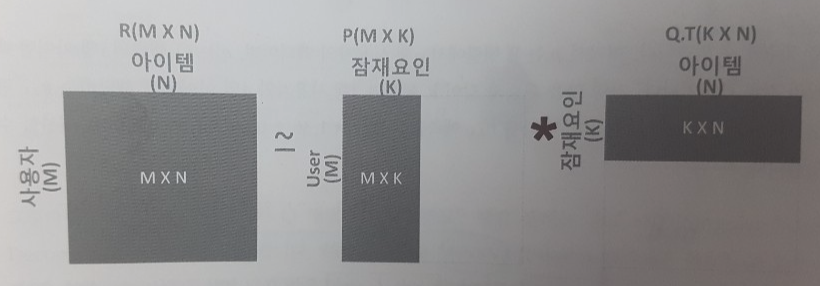 R(M X N)
아이템
(N)
사용자
(M)
M X N
≃
P(M X K)
잠재요인
(K)
User
(M)
M X K
*
Q.T(K X N)
아이템
(N)
잠재요인
(K)
K X N